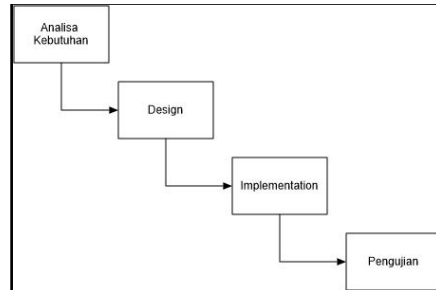 Analisa
Kebutuhan
Design
Implementation
Pengujian